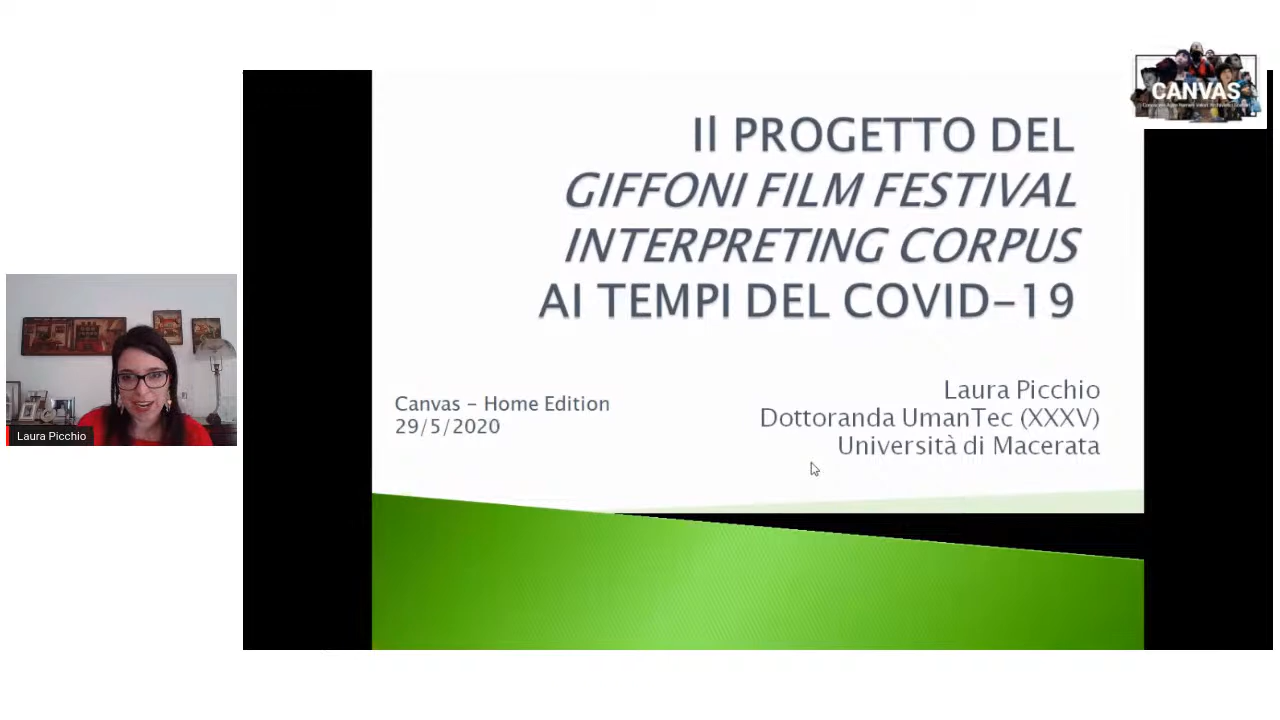 CANVAS
Il PROGETTO DEL
GIFFONI FILM FESTIVAL
INTERPRETING CORPUS
AI TEMPI DEL COVID-19
Canvas - Home Edition
29/5/2020
Laura Picchio
Dottoranda UmanTec (XXXV)
Università di Macerata
Laura Picchio